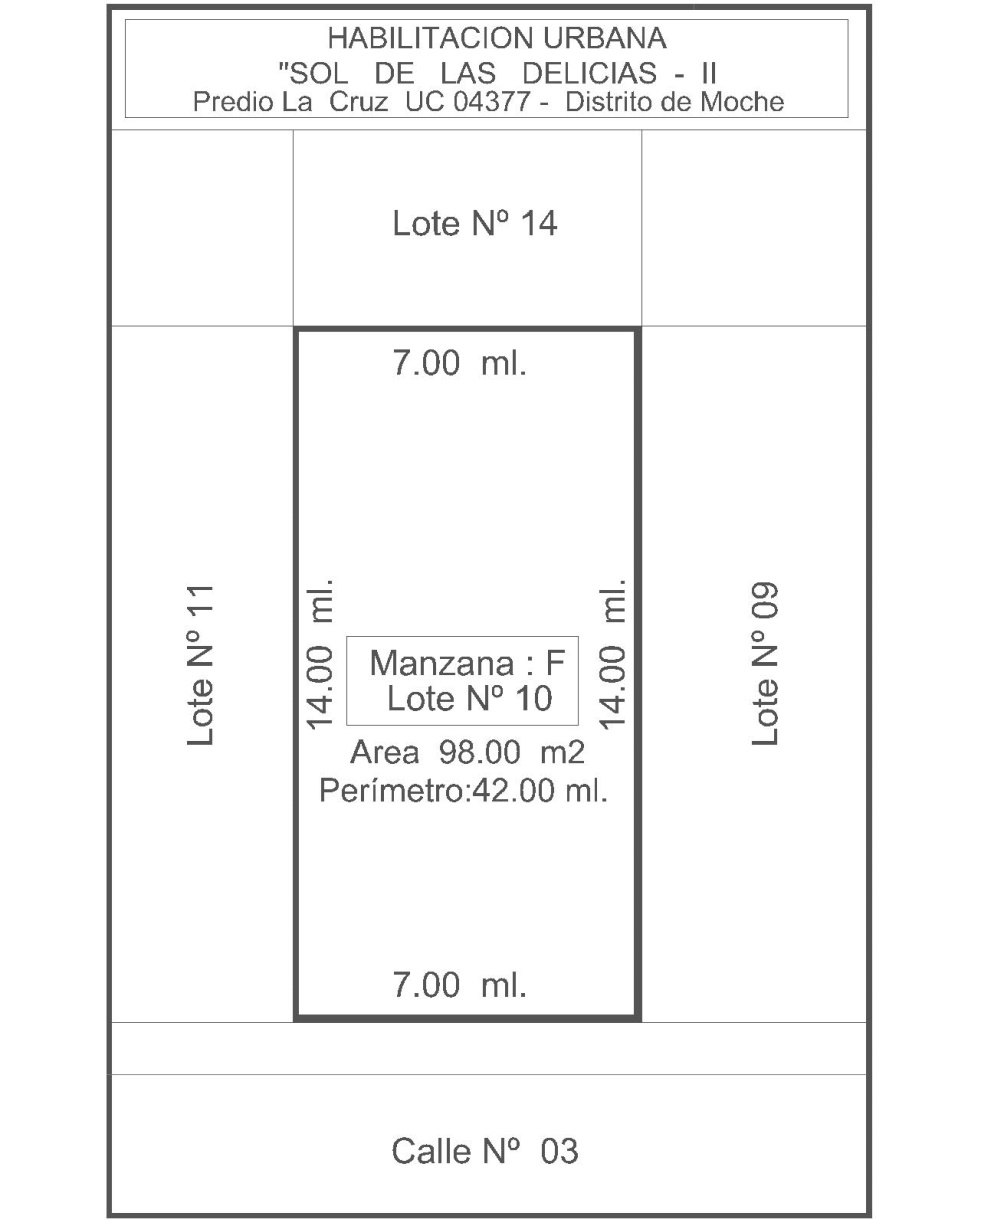 HABILITACION URBANA
"SOL DE LAS DELICIAS - II
Predio La Cruz UC 04377 - Distrito de Moche
Lote Nº 14
7.00 ml.
Lote Nº 11
14.00 ml.
Manzana : F
Lote Nº 10
14.00 ml.
Lote Nº 09
Area 98.00 m2
Perímetro:42.00 ml.
7.00 ml.
Calle Nº 03